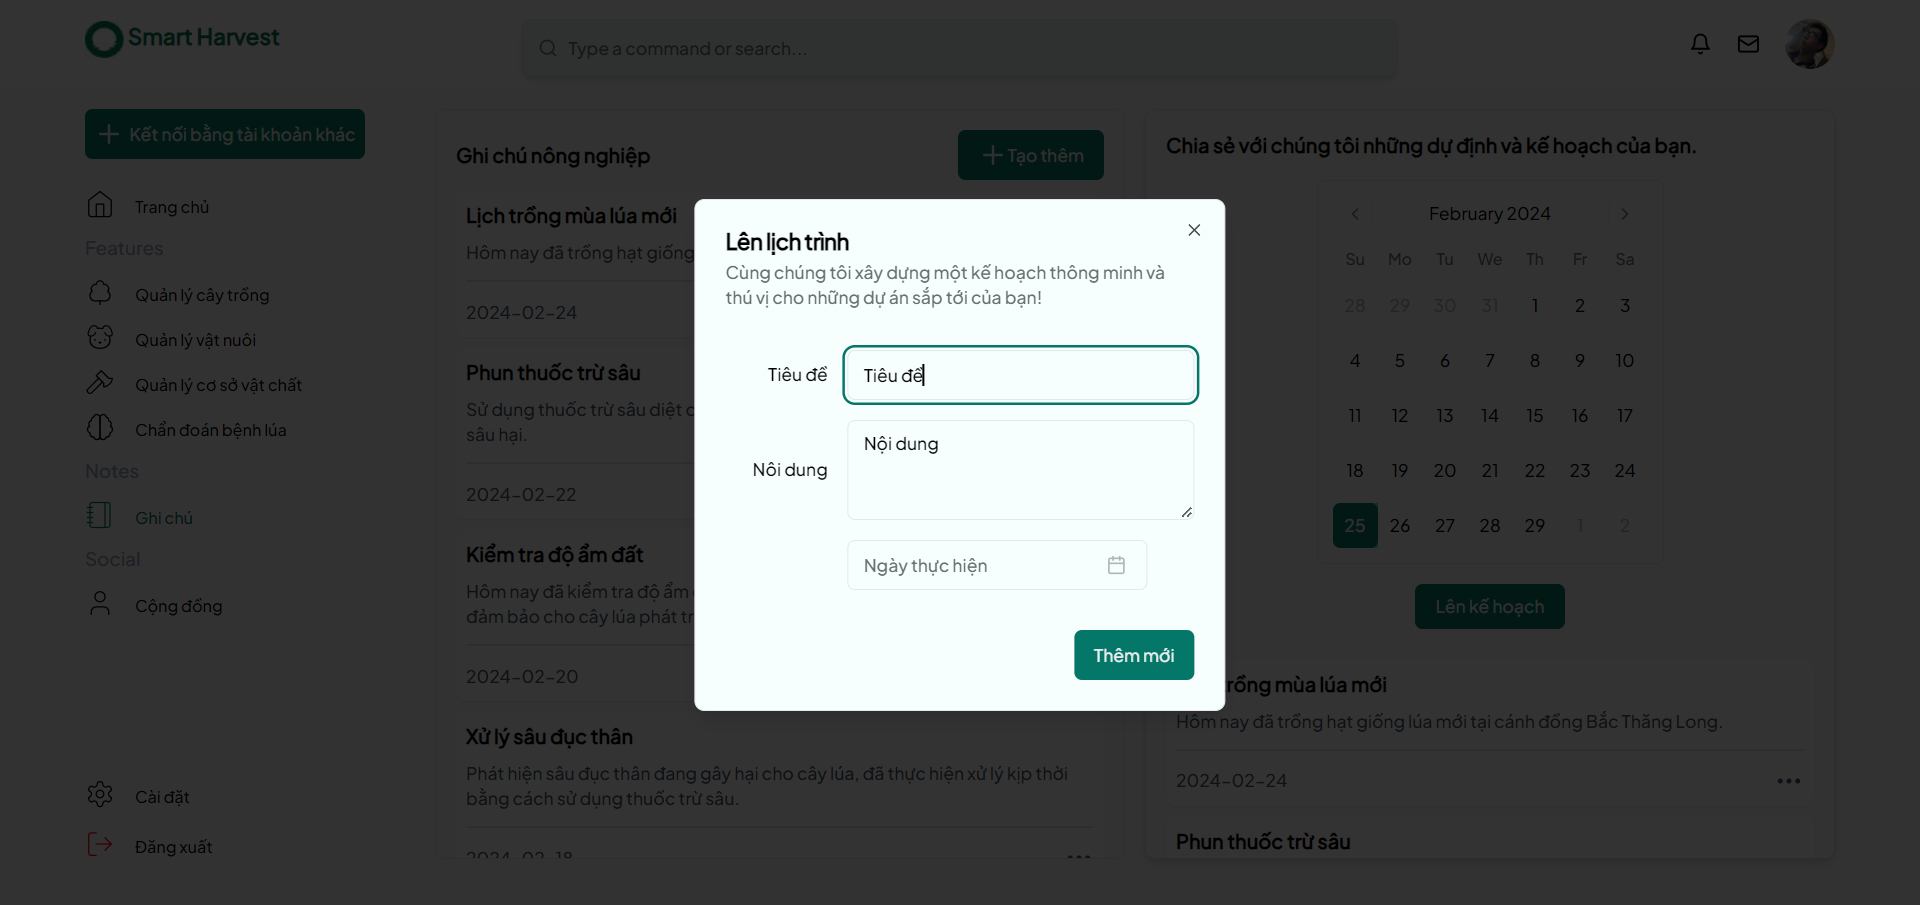 Smart Harvest
Type a command or search...
Kết nối bằng tài khoản khác
Trang chủ
Features
Quản lý cây trồng
Quản lý vật nuôi
Quản lý cơ sở vật chất
Chẩn đoán bệnh lúa
Notes
Ghi chú
Social
Cộng đồng
Cài đặt
Đăng xuất
Ghi chú nông nghiệp
Tạo thêm
Lịch trồng mùa lúa mới
Hôm nay đã trồng hạt giống
2024-02-24
Phun thuốc trừ sâu
Sử dụng thuốc trừ sâu diệt
sâu hại.
2024-02-22
Kiểm tra độ ẩm đất
Hôm nay đã kiểm tra độ ẩm
đảm bảo cho cây lúa phát
2024-02-20
Xử lý sâu đục thân
Phát hiện sâu đục thân đang gây hại cho cây lúa, đã thực hiện xử lý kịp thời
bằng cách sử dụng thuốc trừ sâu.
2024-02-18
Lên lịch trình
Cùng chúng tôi xây dựng một kế hoạch thông minh và
thú vị cho những dự án sắp tới của bạn!
Tiêu đề
Tiêu đề
Nôi dung
Nội dung
Ngày thực hiện
Thêm mới
Chia sẻ với chúng tôi những dự định và kế hoạch của bạn.
February 2024
Su Mo Tu We Th Fr Sa
28 29 30 31 1 2 3
4 5 6 7 8 9 10
11 12 13 14 15 16 17
18 19 20 21 22 23 24
25 26 27 28 29 1 2
Lên kế hoạch
trồng mùa lúa mới
Hôm nay đã trồng hạt giống lúa mới tại cánh đồng Bắc Thăng Long.
2024-02-24
Phun thuốc trừ sâu